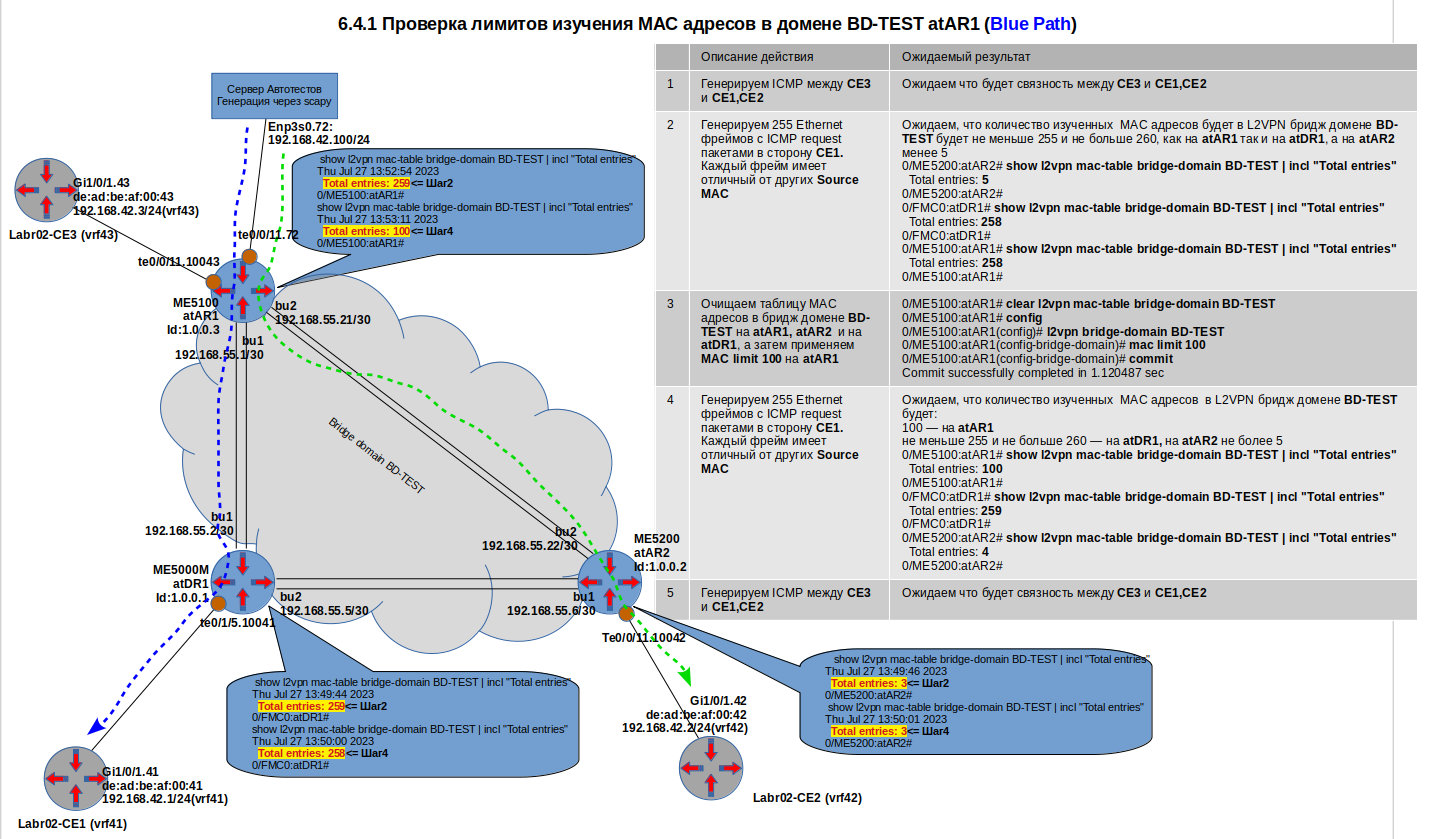 6.4.1 Проверка лимитов изучения MAC адресов в домене BD-TEST atAR1 (Blue Path)
Сервер Автотестов
Генерация через scapy
Enp3s0.72:
192.168.42.100/24
show l2vpn mac-table bridge-domain BD-TEST | incl "Total entries"
Thu Jul 27 13:52:54 2023
Total entries: 259<= Шаг2
0/ME5100:atAR1#
show l2vpn mac-table bridge-domain BD-TEST | incl "Total entries"
Thu Jul 27 13:53:11 2023
Total entries: 100<= Шаг4
0/ME5100:atAR1#
Gi1/0/1.43
de:ad:be:af:00:43
192.168.42.3/24(vrf43)
Labr02-CE3 (vrf43)
te0/0/11.72
te0/0/11.10043
ME5100
atAR1
Id:1.0.0.3
bu2
192.168.55.21/30
bu1
192.168.55.1/30
Bridge domain BD-TEST
bu1
192.168.55.2/30
bu2
192.168.55.22/30
ME5200
atAR2
Id:1.0.0.2
ME5000M
atDR1
Id:1.0.0.1
bu2
192.168.55.5/30
bu1
192.168.55.6/30
te0/1/5.10041
Te0/0/11.10042
show l2vpn mac-table bridge-domain BD-TEST | incl "Total entries"
Thu Jul 27 13:49:44 2023
Total entries: 259<= Шаг2
0/FMC0:atDR1#
show l2vpn mac-table bridge-domain BD-TEST | incl "Total entries"
Thu Jul 27 13:50:00 2023
Total entries: 258<= Шаг4
0/FMC0:atDR1#
show l2vpn mac-table bridge-domain BD-TEST | incl "Total entries"
Thu Jul 27 13:49:46 2023
Total entries: 3<= Шаг2
0/ME5200:atAR2#
show l2vpn mac-table bridge-domain BD-TEST | incl "Total entries"
Thu Jul 27 13:50:01 2023
Total entries: 3<= Шаг4
0/ME5200:atAR2#
Gi1/0/1.42
de:ad:be:af:00:42
192.168.42.2/24(vrf42)
Labr02-CE2 (vrf42)
Gi1/0/1.41
de:ad:be:af:00:41
192.168.42.1/24(vrf41)
Labr02-CE1 (vrf41)
Описание действия
Ожидаемый результат
1
Генерируем ICMP между CE3
и CE1,CE2
Ожидаем что будет связность между CE3 и CE1,CE2
2
Генерируем 255 Ethernet
фреймов с ICMP request
пакетами в сторону CE1.
Каждый фрейм имеет
отличный от других Source
MAC
Ожидаем, что количество изученных MAC адресов будет в L2VPN бридж домене BD-
TEST будет не меньше 255 и не больше 260, как на atAR1 так и на atDR1, а на atAR2
менее 5
0/ME5200:atAR2# show l2vpn mac-table bridge-domain BD-TEST | incl "Total entries"
Total entries: 5
0/ME5200:atAR2#
0/FMC0:atDR1# show l2vpn mac-table bridge-domain BD-TEST | incl "Total entries"
Total entries: 258
0/FMC0:atDR1#
0/ME5100:atAR1# show l2vpn mac-table bridge-domain BD-TEST | incl "Total entries"
Total entries: 258
0/ME5100:atAR1#
3
Очищаем таблицу MAC
адресов в бридж домене BD-
TEST на atAR1, atAR2 и на
atDR1, а затем применяем
MAC limit 100 на atAR1
0/ME5100:atAR1# clear l2vpn mac-table bridge-domain BD-TEST
0/ME5100:atAR1# config
0/ME5100:atAR1(config)# l2vpn bridge-domain BD-TEST
0/ME5100:atAR1(config-bridge-domain)# mac limit 100
0/ME5100:atAR1(config-bridge-domain)# commit
Commit successfully completed in 1.120487 sec
4
Генерируем 255 Ethernet
фреймов с ICMP request
пакетами в сторону CE1.
Каждый фрейм имеет
отличный от других Source
MAC
Ожидаем, что количество изученных MAC адресов в L2VPN бридж домене BD-TEST
будет:
100 — на atAR1
не меньше 255 и не больше 260 — на atDR1, на atAR2 не более 5
0/ME5100:atAR1# show l2vpn mac-table bridge-domain BD-TEST | incl "Total entries"
Total entries: 100
0/ME5100:atAR1#
0/FMC0:atDR1# show l2vpn mac-table bridge-domain BD-TEST | incl "Total entries"
Total entries: 259
0/FMC0:atDR1#
0/ME5200:atAR2# show l2vpn mac-table bridge-domain BD-TEST | incl "Total entries"
Total entries: 4
0/ME5200:atAR2#
5
Генерируем ICMP между CE3
и CE1,CE2
Ожидаем что будет связность между CE3 и CE1,CE2